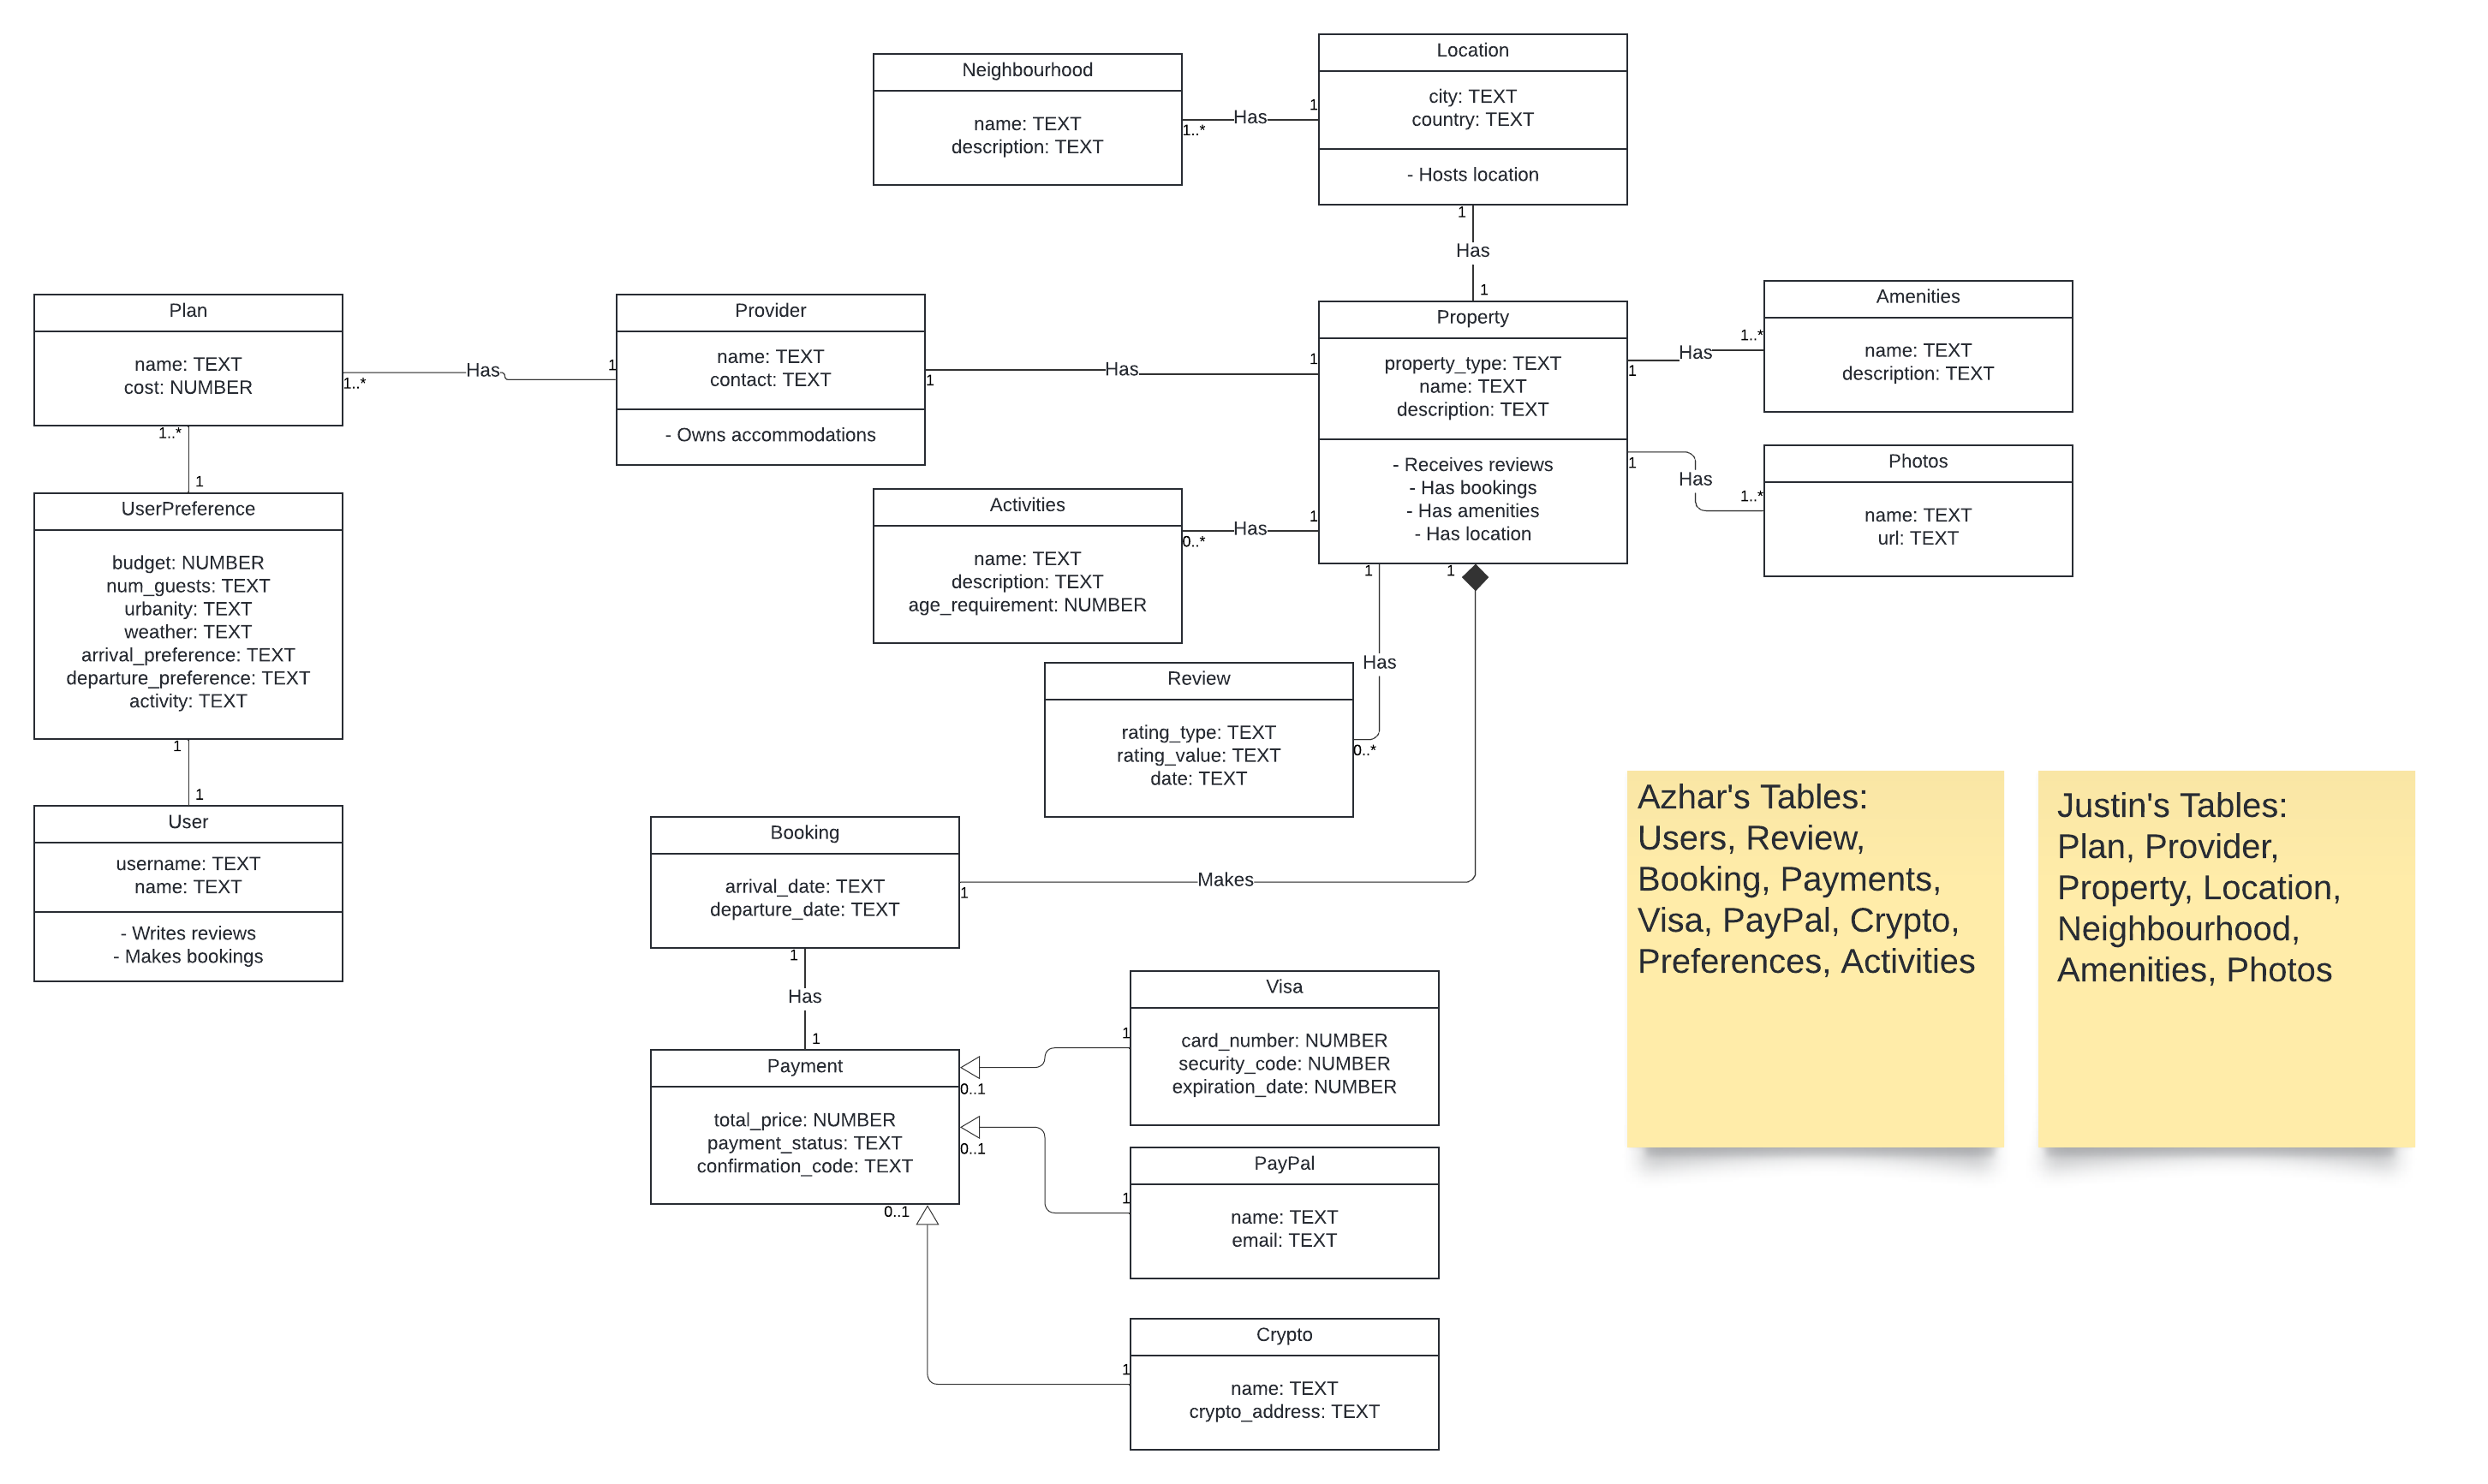 Location
city: TEXT
country: TEXT
- Hosts location
Neighbourhood
name: TEXT
description: TEXT
1..*
Has
1
1
Has
1
Plan
name: TEXT
cost: NUMBER
1..*
Has
1
Provider
name: TEXT
contact: TEXT
- Owns accommodations
1
Has
1
Property
property_type: TEXT
name: TEXT
description: TEXT
- Receives reviews
- Has bookings
- Has amenities
- Has location
1
Has
1..*
Amenities
name: TEXT
description: TEXT
1
Has
1..*
Photos
name: TEXT
url: TEXT
1..*
1
UserPreference
budget: NUMBER
num_guests: TEXT
urbanity: TEXT
weather: TEXT
arrival_preference: TEXT
departure_preference: TEXT
activity: TEXT
1
1
User
username: TEXT
name: TEXT
- Writes reviews
- Makes bookings
Activities
name: TEXT
description: TEXT
age_requirement: NUMBER
0..*
Has
1
1
Has
0..*
Review
rating_type: TEXT
rating_value: TEXT
date: TEXT
1
Makes
1
Booking
arrival_date: TEXT
departure_date: TEXT
1
Has
1
Payment
total_price: NUMBER
payment_status: TEXT
confirmation_code: TEXT
0..1
1
Visa
card_number: NUMBER
security_code: NUMBER
expiration_date: NUMBER
0..1
1
PayPal
name: TEXT
email: TEXT
0..1
1
Crypto
name: TEXT
crypto_address: TEXT
Azhar's Tables:
Users, Review,
Booking, Payments,
Visa, PayPal, Crypto,
Preferences, Activities
Justin's Tables:
Plan, Provider,
Property, Location,
Neighbourhood,
Amenities, Photos